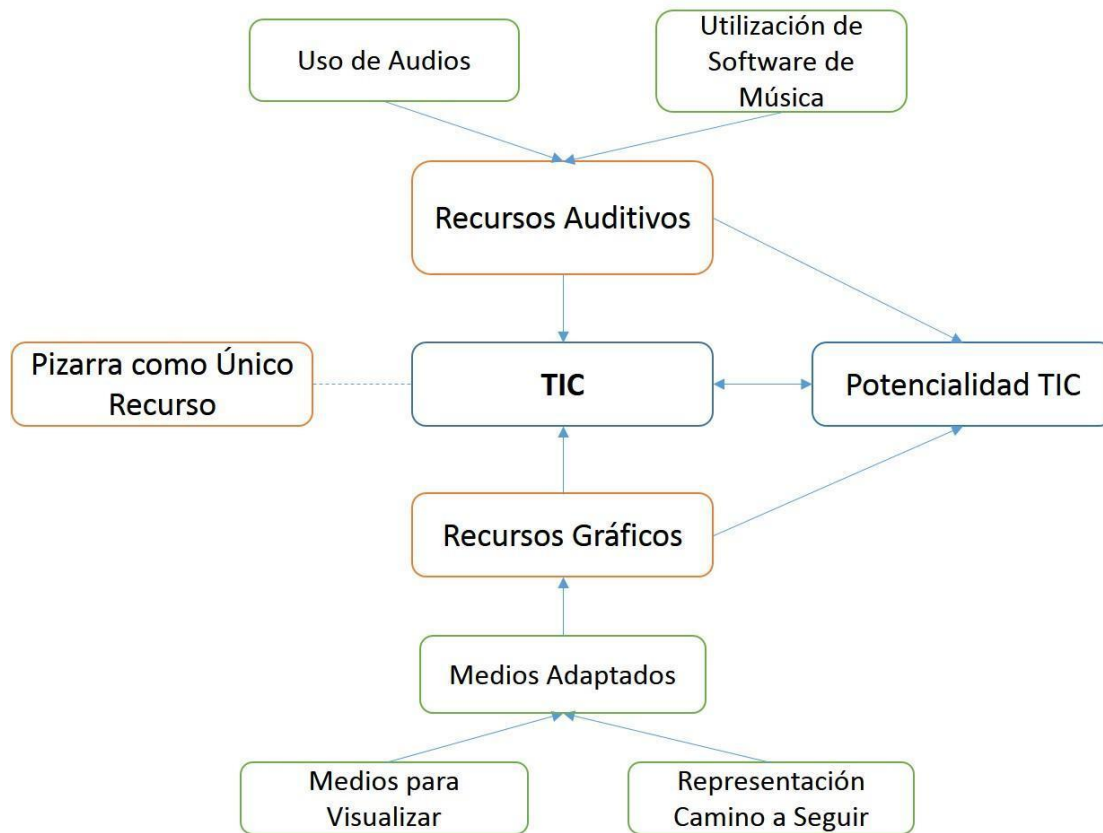 Uso de Audios
Utilización de
Software de
Música
Recursos Auditivos
Pizarra como Único
Recurso
TIC
Potencialidad TIC
Recursos Gráficos
Medios Adaptados
Medios para
Visualizar
Representación
Camino a Seguir